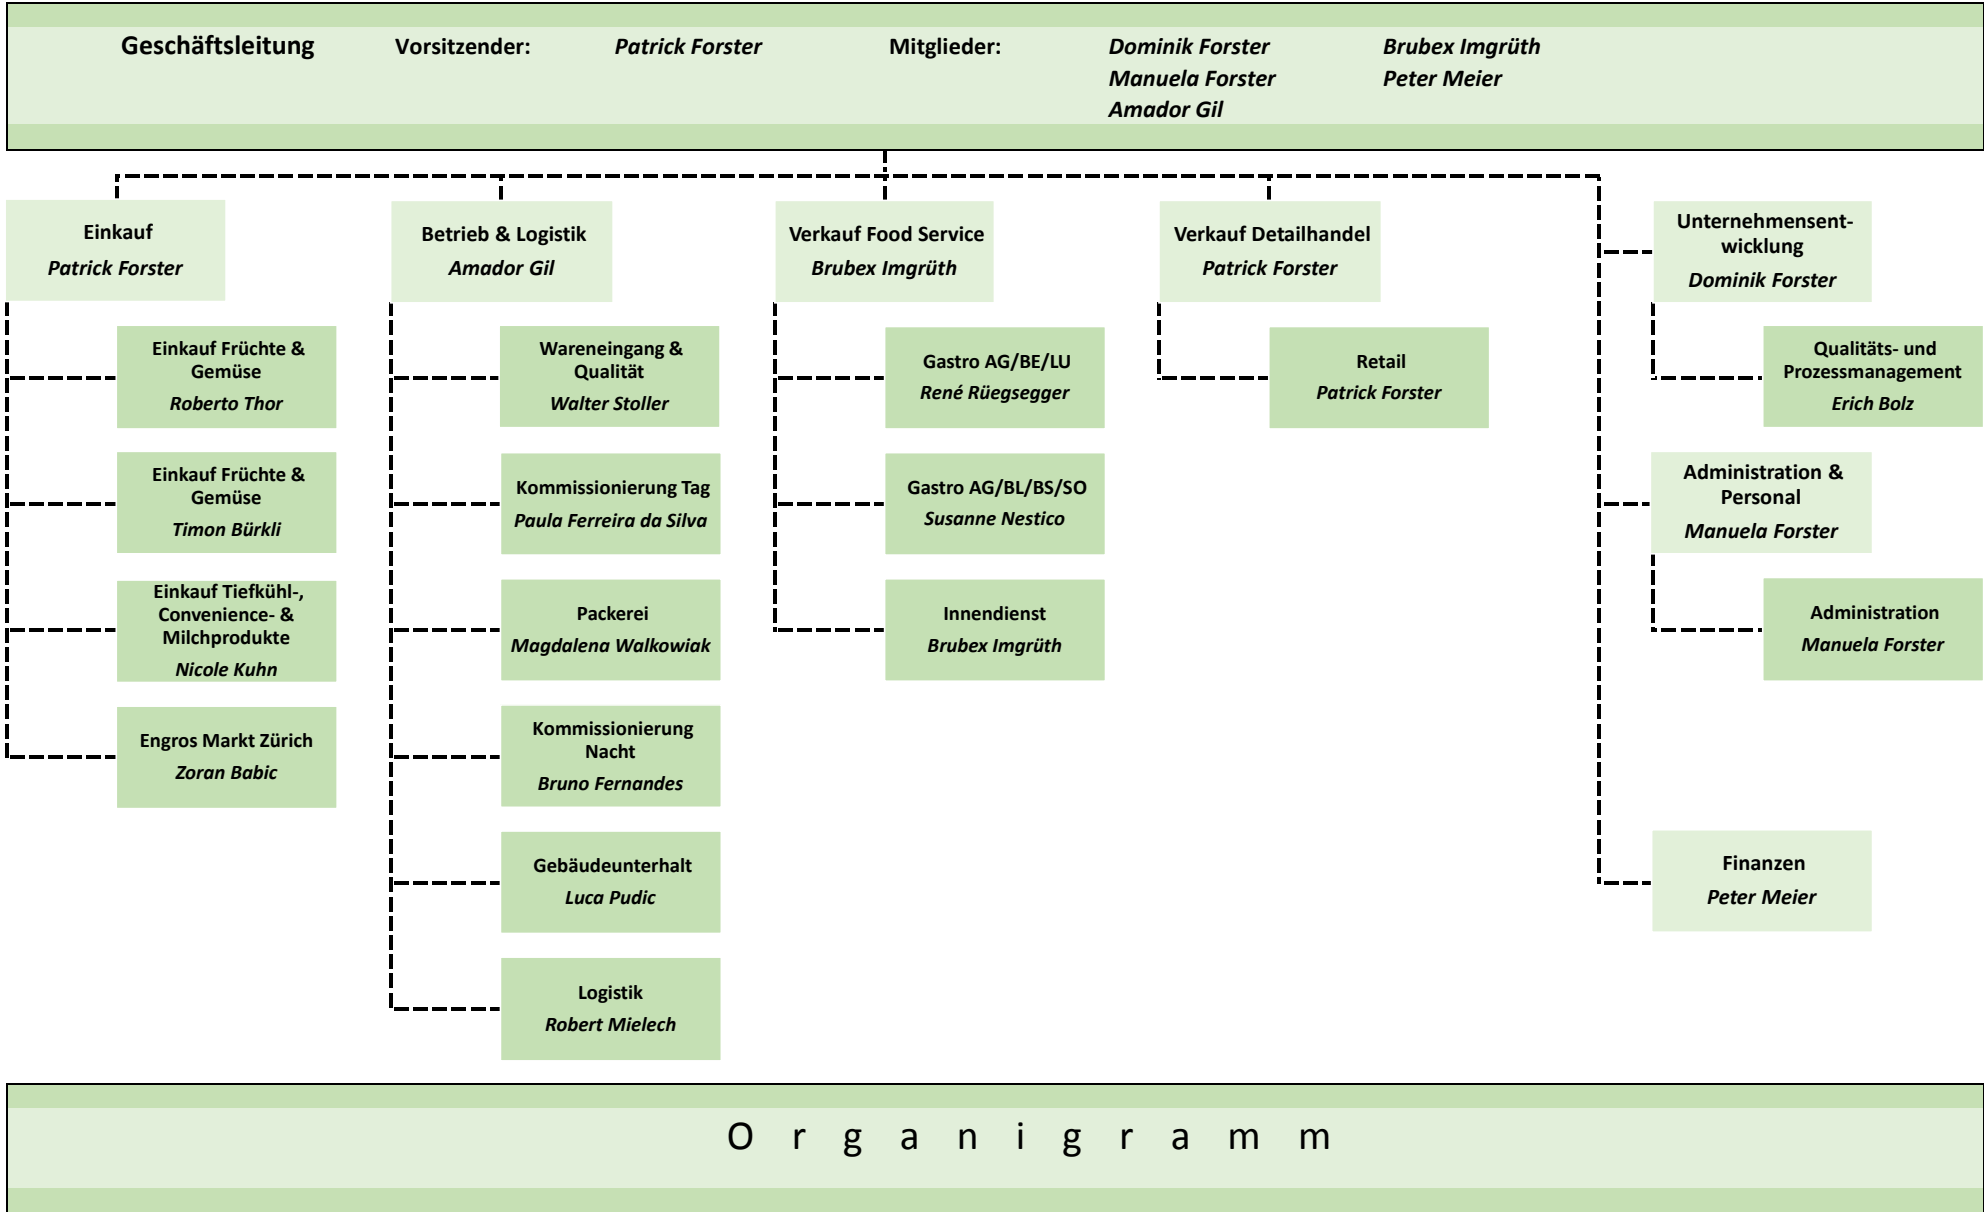 Geschäftsleitung Vorsitzender: Patrick Forster Mitglieder: Dominik Forster Brubex Imgrüth
Manuela Forster Peter Meier
Amador Gil
Einkauf
Patrick Forster
Einkauf Früchte &
Gemüse
Roberto Thor
Einkauf Früchte &
Gemüse
Timon Bürkli
Einkauf Tiefkühl-,
Convenience- &
Milchprodukte
Nicole Kuhn
Engros Markt Zürich
Zoran Babic
Betrieb & Logistik
Amador Gil
Wareneingang &
Qualität
Walter Stoller
Kommissionierung Tag
Paula Ferreira da Silva
Packerei
Magdalena Walkowiak
Kommissionierung
Nacht
Bruno Fernandes
Gebäudeunterhalt
Luca Pudic
Logistik
Robert Mielech
Verkauf Food Service
Brubex Imgrüth
Gastro AG/BE/LU
René Rüegsegger
Gastro AG/BL/BS/SO
Susanne Nestico
Innendienst
Brubex Imgrüth
Verkauf Detailhandel
Patrick Forster
Retail
Patrick Forster
Unternehmensent-
wicklung
Dominik Forster
Qualitäts- und
Prozessmanagement
Erich Bolz
Administration &
Personal
Manuela Forster
Administration
Manuela Forster
Finanzen
Peter Meier
O r g a n i g r a m m